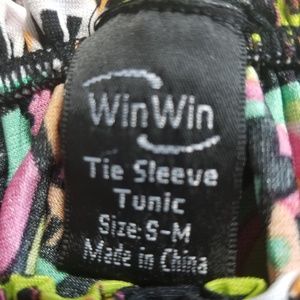 WinWin
Tie Sleeve
Tunic
Size: S-M
Made in China